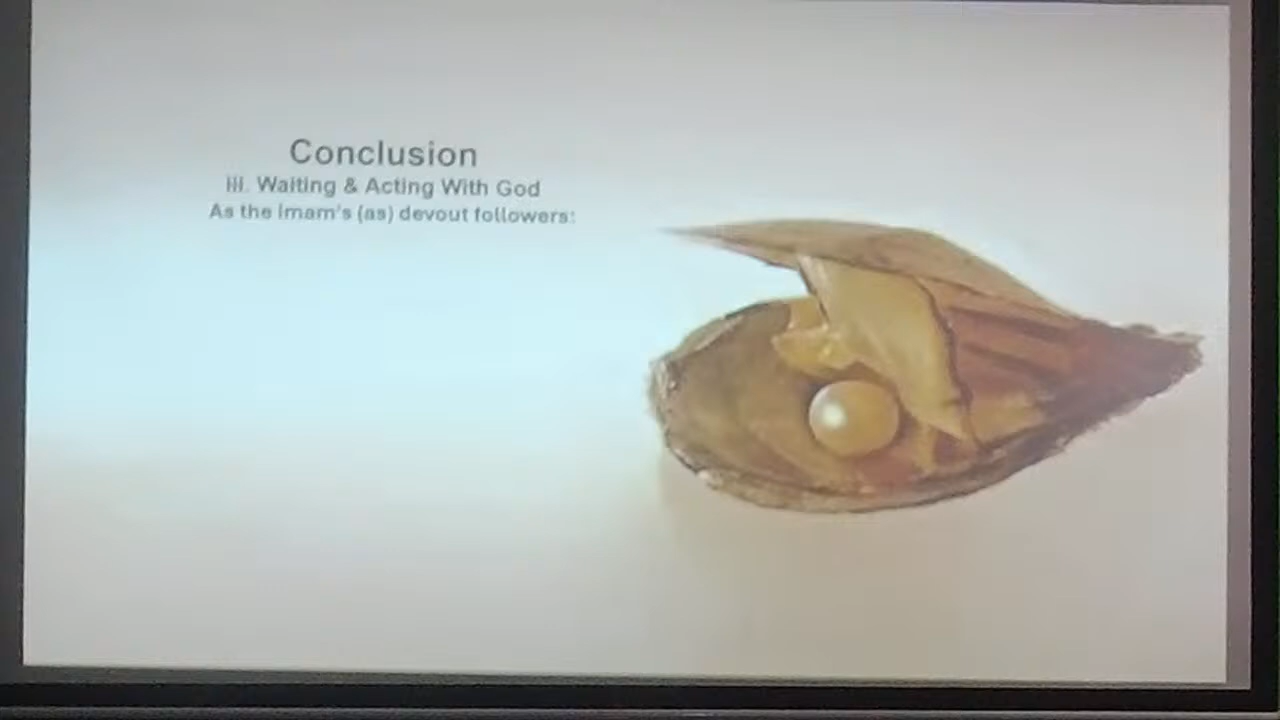 Conclusion
iii. Waiting & Acting With God
As the Imam's (as) devout followers: